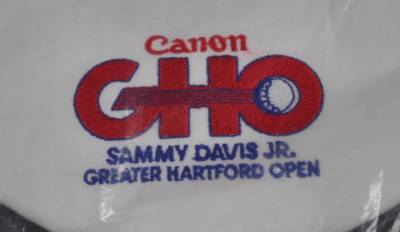 Canon
GHO
SAMMY DAVIS JR.
GREATER HARTFORD OPEN